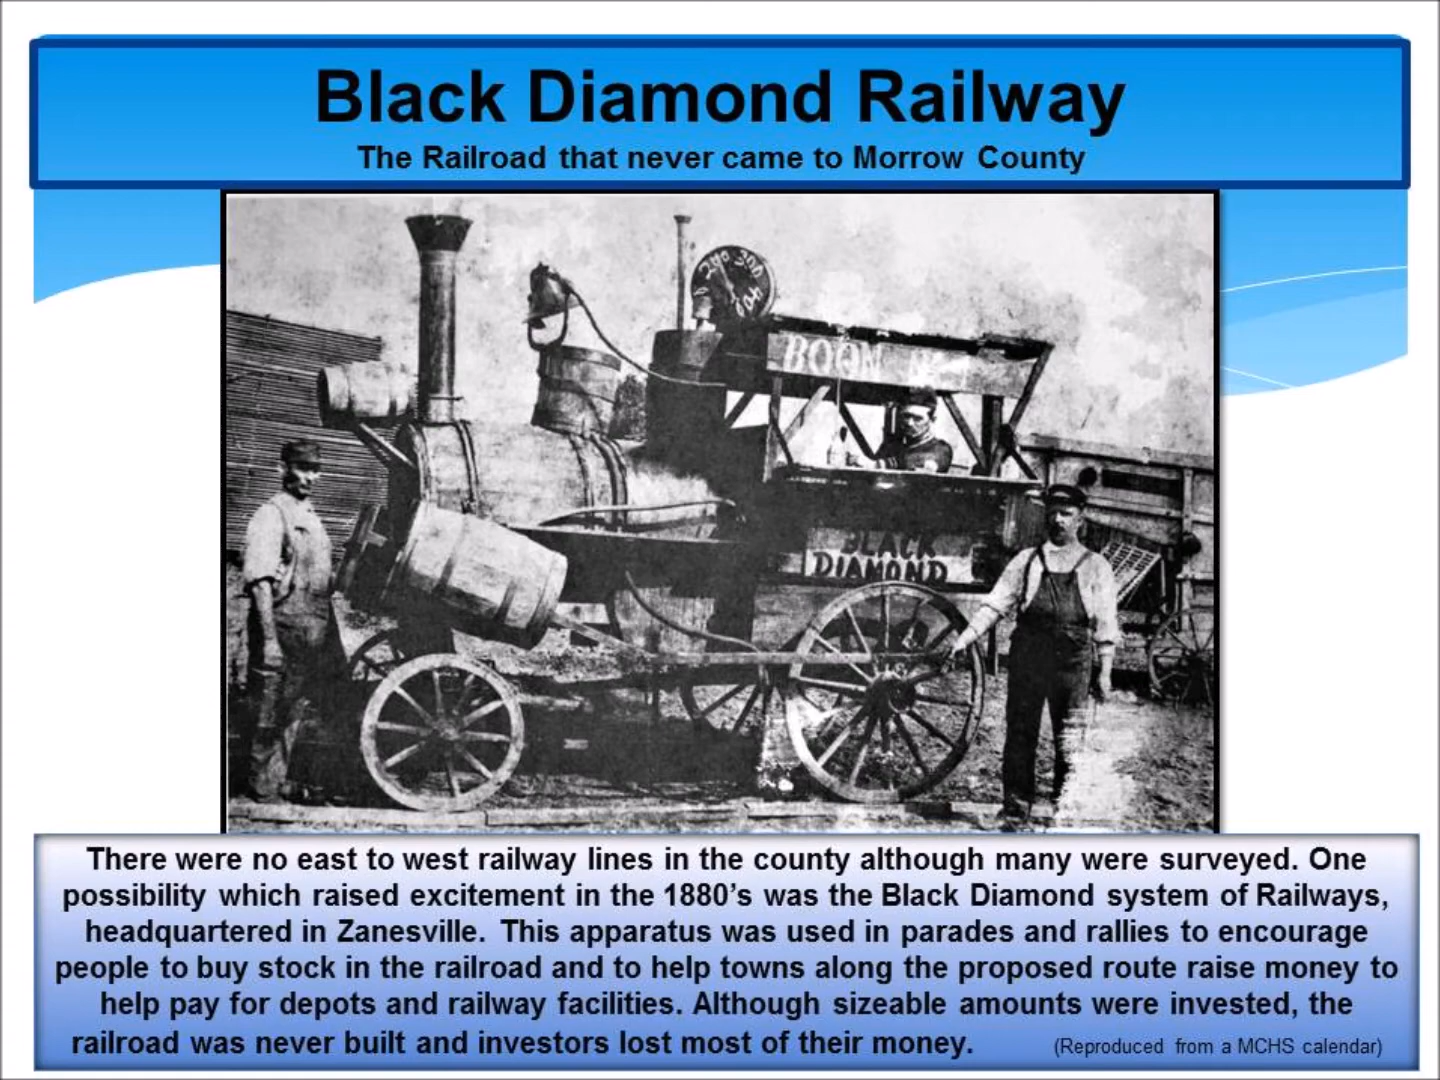 Black Diamond Railway
The Railroad that never came to Morrow County
240 300
BOOM
BLACK
DIAMOND
There were no east to west railway lines in the county although many were surveyed. One
possibility which raised excitement in the 1880’s was the Black Diamond system of Railways,
headquartered in Zanesville. This apparatus was used in parades and rallies to encourage
people to buy stock in the railroad and to help towns along the proposed route raise money to
help pay for depots and railway facilities. Although sizeable amounts were invested, the
railroad was never built and investors lost most of their money. (Reproduced from a MCHS calendar)